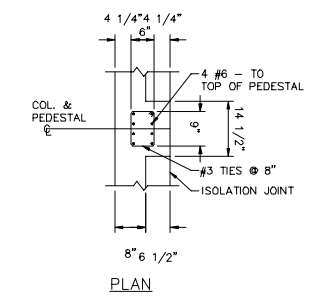 4 1/4" 4 1/4"
6"
4 #6 - TO
TOP OF PEDESTAL
COL. &
PEDESTAL
℄
9"
14 1/2"
#3 TIES @ 8"
ISOLATION JOINT
8" 6 1/2"
PLAN